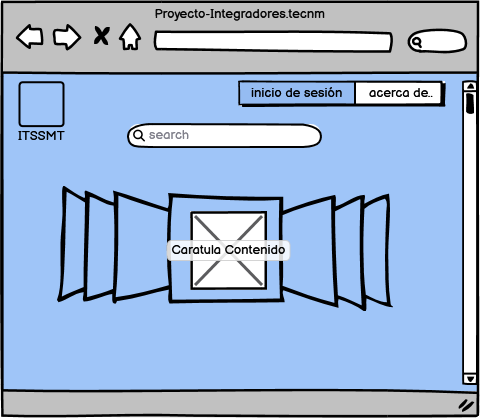 Proyecto-Integradores.tecnm
inicio de sesión
acerca de..
ITSSMT
search
Caratula Contenido